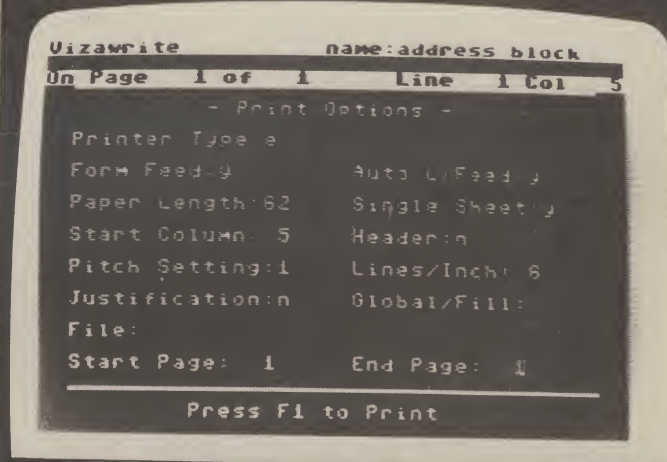 Vizawrite name:address block
On Page 1 of 1 Line 1 Col 5
- Print Options -
Printer Type e
Form Feed:y Auto L/Feed:y
Paper Length:62 Single Sheet:y
Start Column: 5 Header:n
Pitch Setting:1 Lines/Inch: 6
Justification:n Global/Fill:
File:
Start Page: 1 End Page: 1
Press F1 to Print